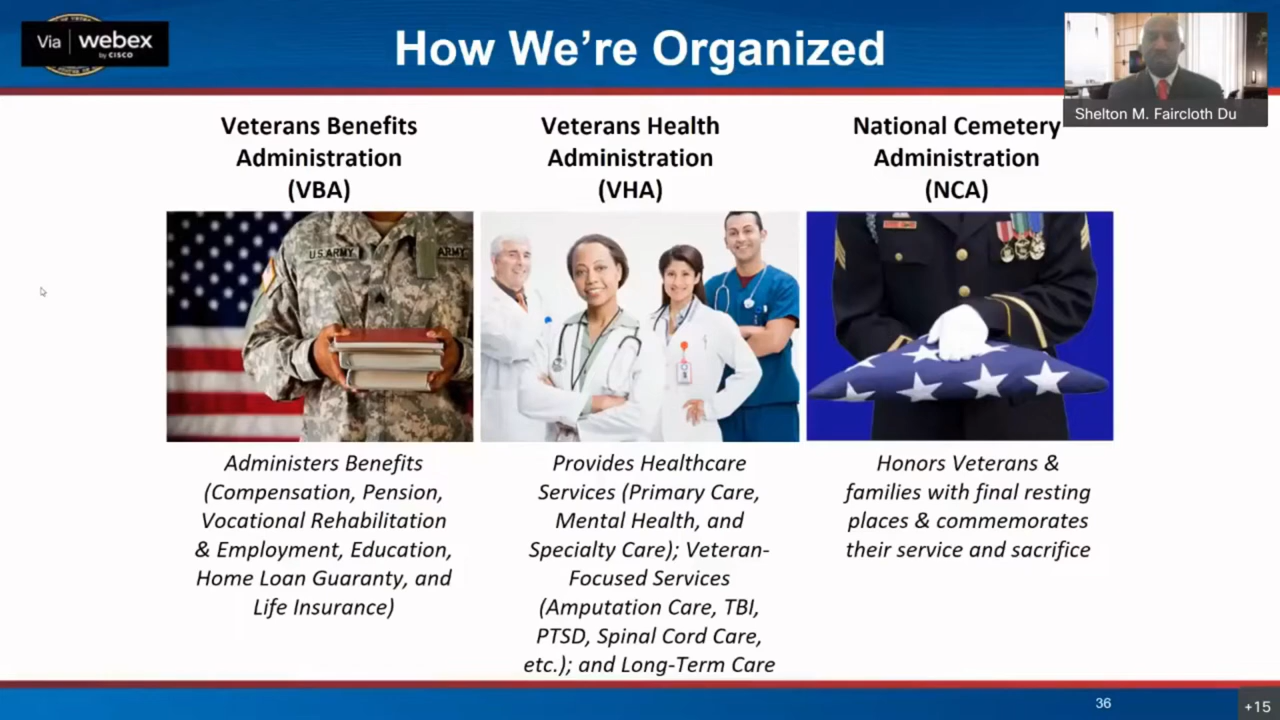 Via webex
by CISCO
How We're Organized
Shelton M. Faircloth Du
Veterans Benefits
Administration
(VBA)
Veterans Health
Administration
(VHA)
National Cemetery
Administration
(NCA)
U.S. ARMY
ARMY
Administers Benefits
(Compensation, Pension,
Vocational Rehabilitation
& Employment, Education,
Home Loan Guaranty, and
Life Insurance)
Provides Healthcare
Services (Primary Care,
Mental Health, and
Specialty Care); Veteran-
Focused Services
(Amputation Care, TBI,
PTSD, Spinal Cord Care,
etc.); and Long-Term Care
Honors Veterans &
families with final resting
places & commemorates
their service and sacrifice
36
+15